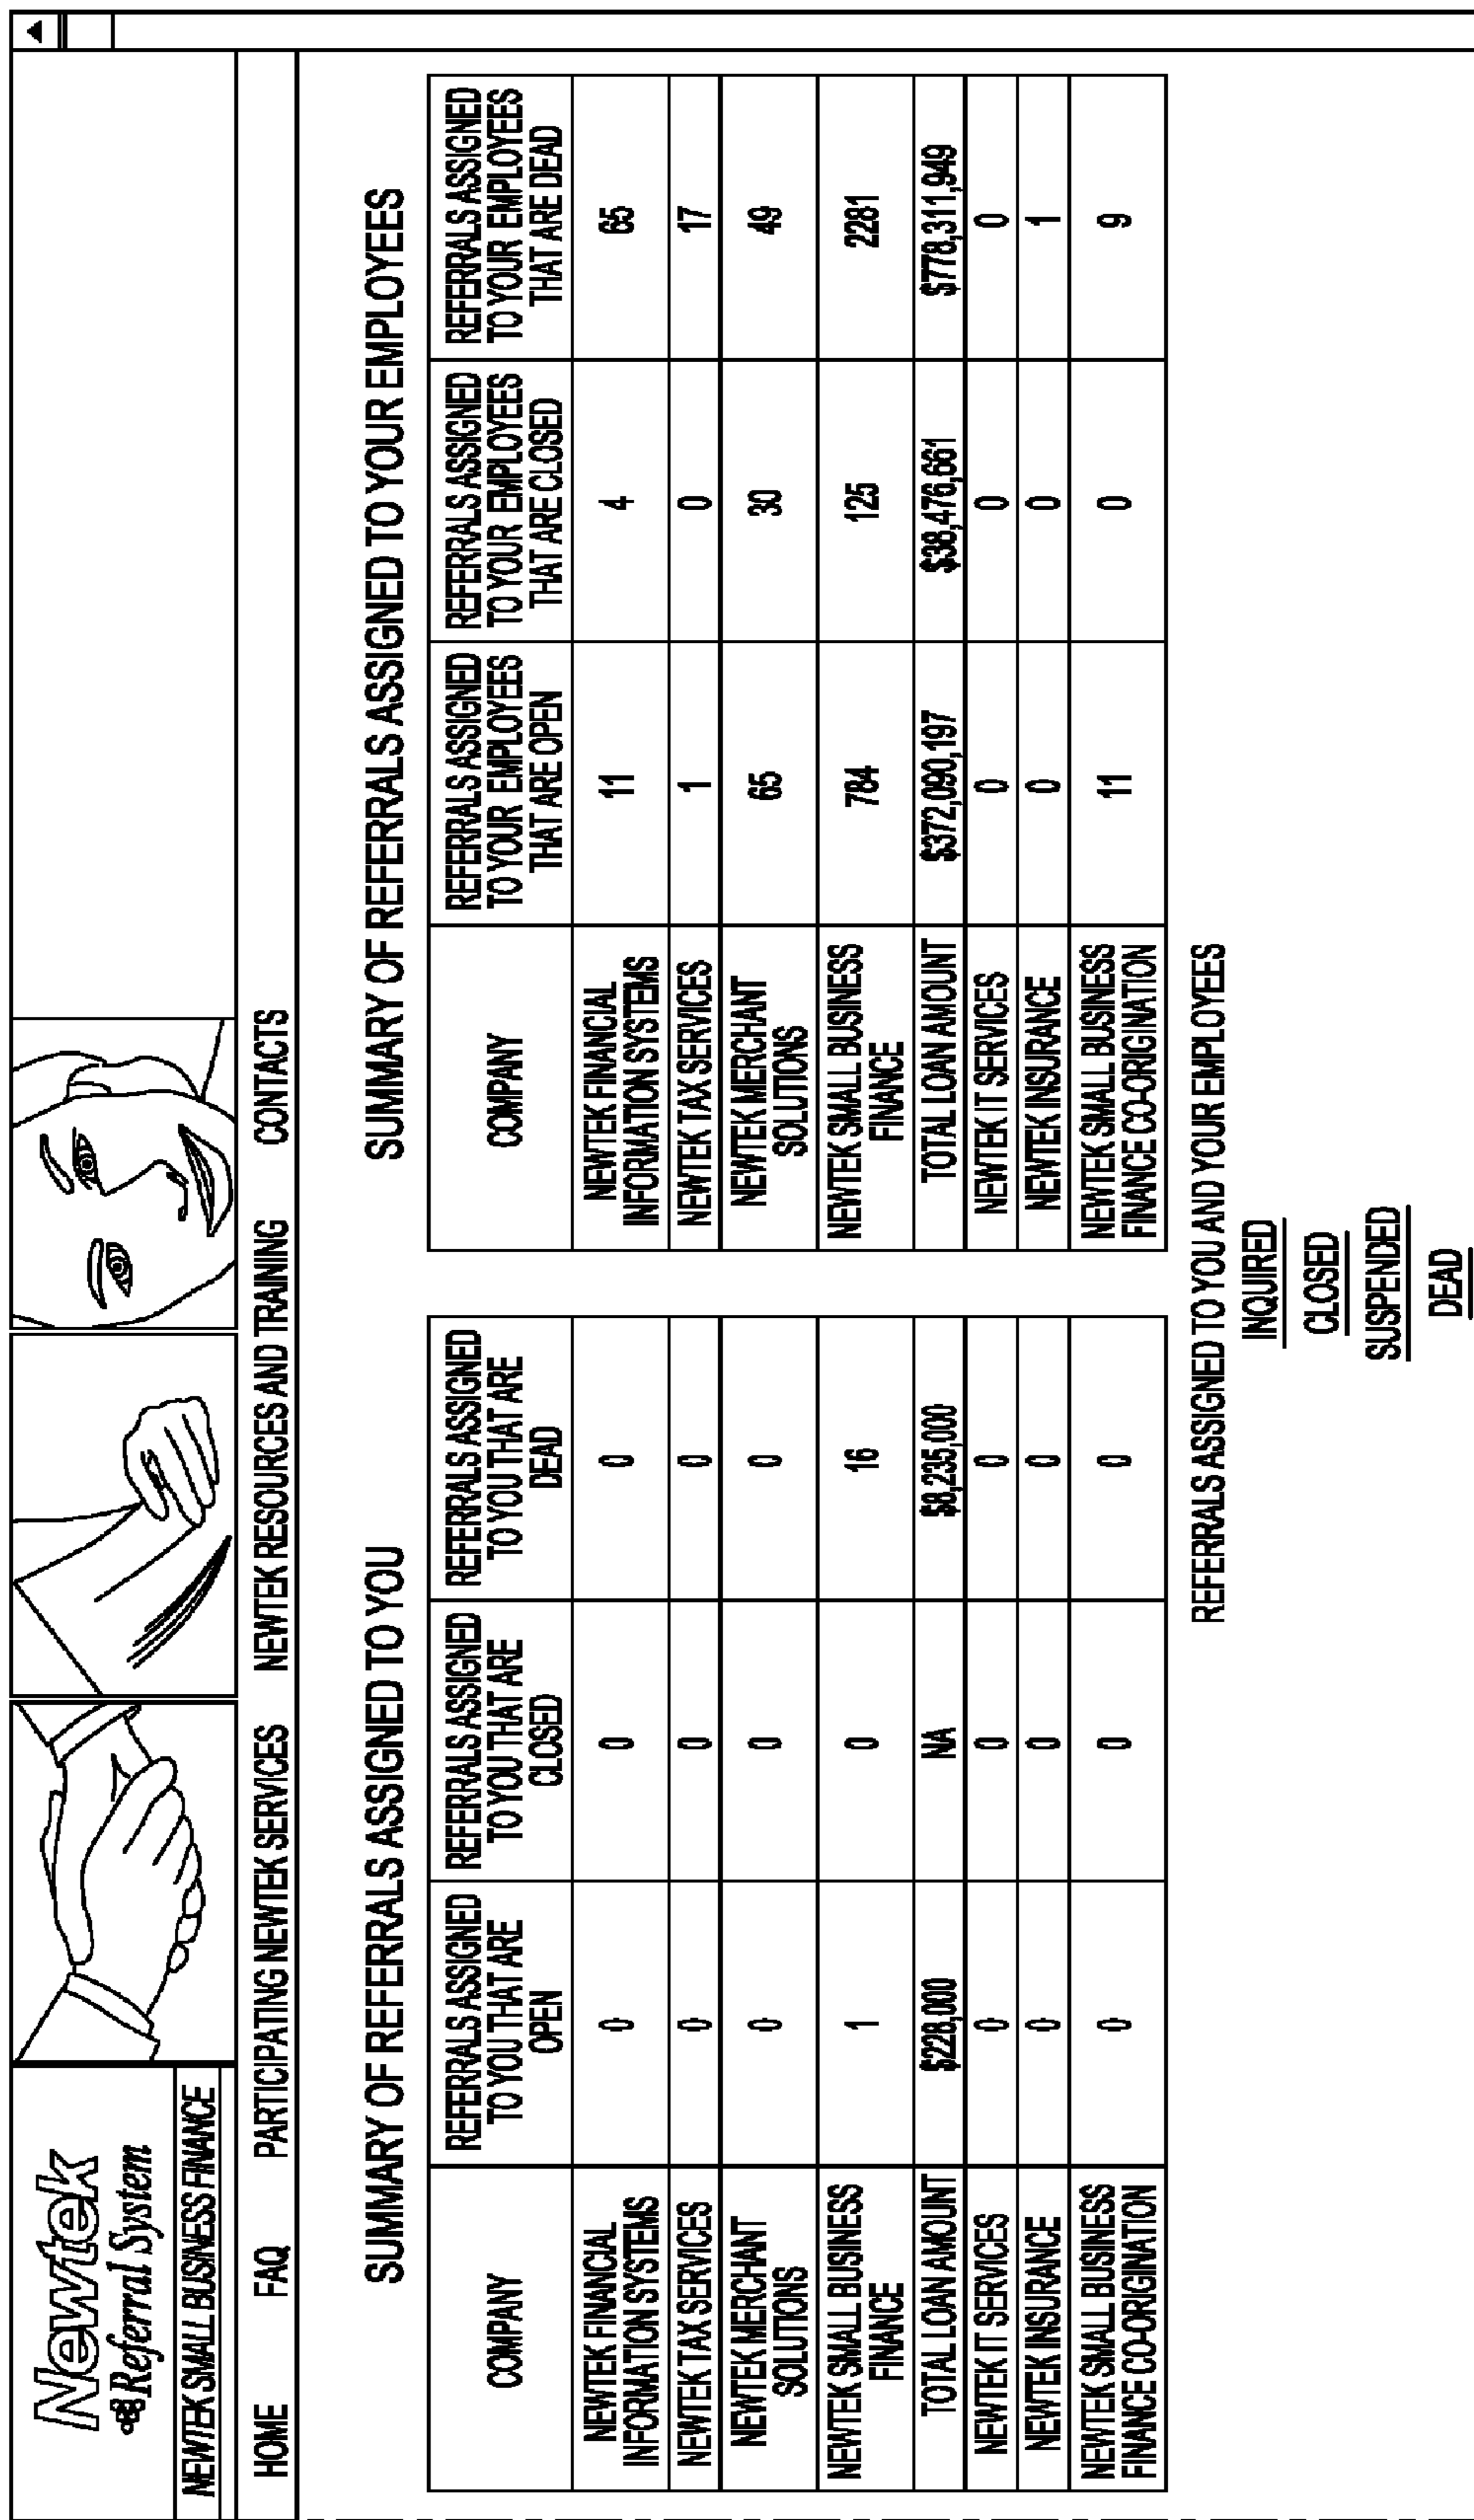 Newtek
Referral System
NEWTEK SMALL BUSINESS FINANCE
HOME FAQ PARTICIPATING NEWTEK SERVICES NEWTEK RESOURCES AND TRAINING CONTACTS
SUMMARY OF REFERRALS ASSIGNED TO YOU
COMPANY
REFERRALS ASSIGNED
TO YOU THAT ARE
OPEN
REFERRALS ASSIGNED
TO YOU THAT ARE
CLOSED
REFERRALS ASSIGNED
TO YOU THAT ARE
DEAD
NEWTEK FINANCIAL
INFORMATION SYSTEMS
0 0 0
NEWTEK TAX SERVICES 0 0 0
NEWTEK MERCHANT
SOLUTIONS
0 0 0
NEWTEK SMALL BUSINESS
FINANCE
1 0 16
TOTAL LOAN AMOUNT $228,000 NA $8,235,000
NEWTEK IT SERVICES 0 0 0
NEWTEK INSURANCE 0 0 0
NEWTEK SMALL BUSINESS
FINANCE CO-ORIGINATION
0 0 0
SUMMARY OF REFERRALS ASSIGNED TO YOUR EMPLOYEES
COMPANY
REFERRALS ASSIGNED
TO YOUR EMPLOYEES
THAT ARE OPEN
REFERRALS ASSIGNED
TO YOUR EMPLOYEES
THAT ARE CLOSED
REFERRALS ASSIGNED
TO YOUR EMPLOYEES
THAT ARE DEAD
NEWTEK FINANCIAL
INFORMATION SYSTEMS
11 4 65
NEWTEK TAX SERVICES 1 0 17
NEWTEK MERCHANT
SOLUTIONS
65 30 49
NEWTEK SMALL BUSINESS
FINANCE
784 125 2281
TOTAL LOAN AMOUNT $372,090,197 $38,476,661 $778,311,949
NEWTEK IT SERVICES 0 0 0
NEWTEK INSURANCE 0 0 1
NEWTEK SMALL BUSINESS
FINANCE CO-ORIGINATION
11 0 9
REFERRALS ASSIGNED TO YOU AND YOUR EMPLOYEES
INQUIRED
CLOSED
SUSPENDED
DEAD